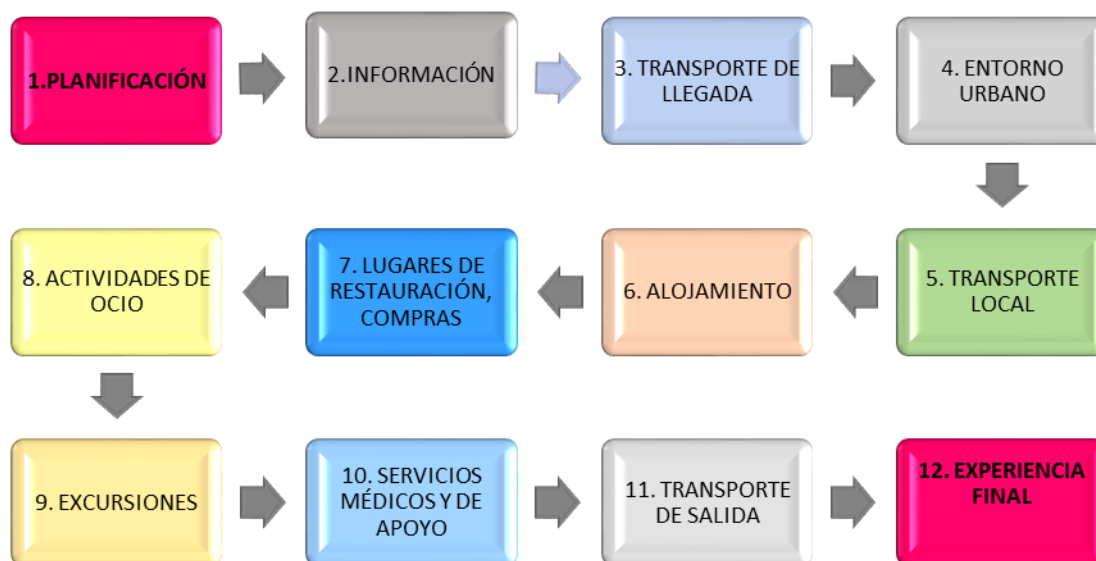 1.PLANIFICACIÓN
2.INFORMACIÓN
3. TRANSPORTE DE
LLEGADA
4. ENTORNO
URBANO
5. TRANSPORTE
LOCAL
6. ALOJAMIENTO
7. LUGARES DE
RESTAURACIÓN,
COMPRAS
8. ACTIVIDADES DE
OCIO
9. EXCURSIONES
10. SERVICIOS
MÉDICOS Y DE
APOYO
11. TRANSPORTE
DE SALIDA
12. EXPERIENCIA
FINAL